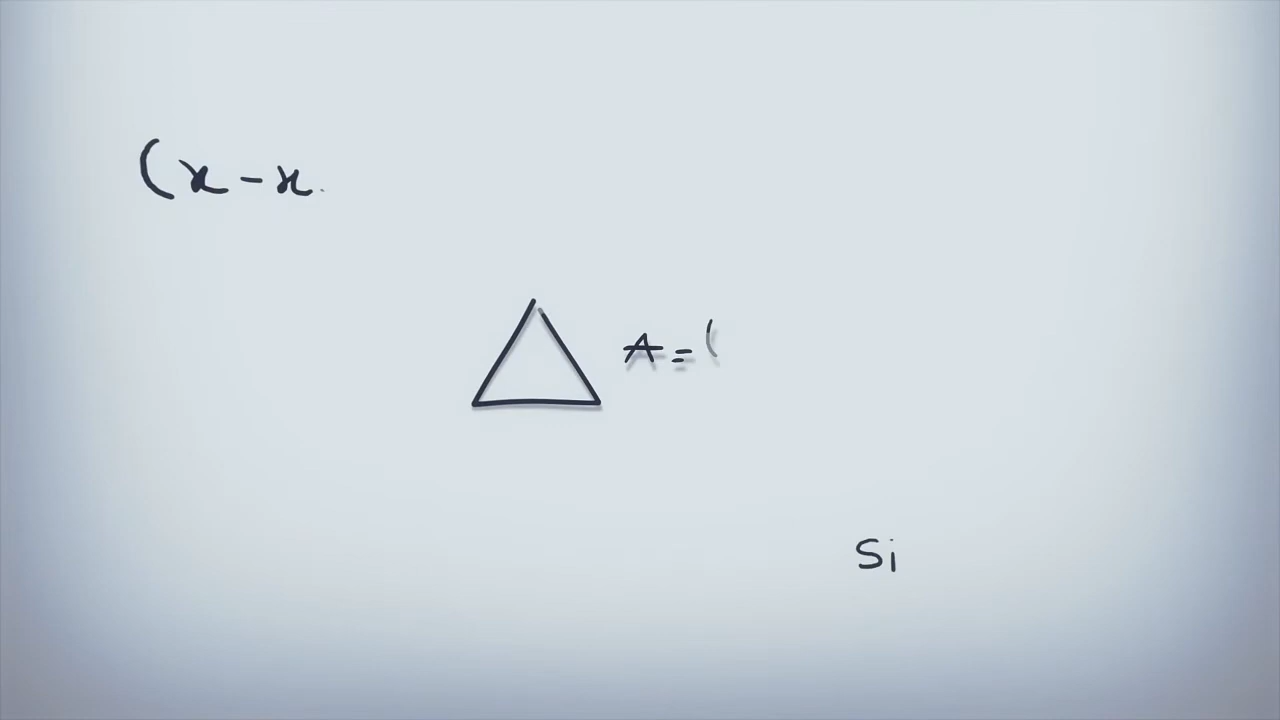 (x - x
A = (
Si